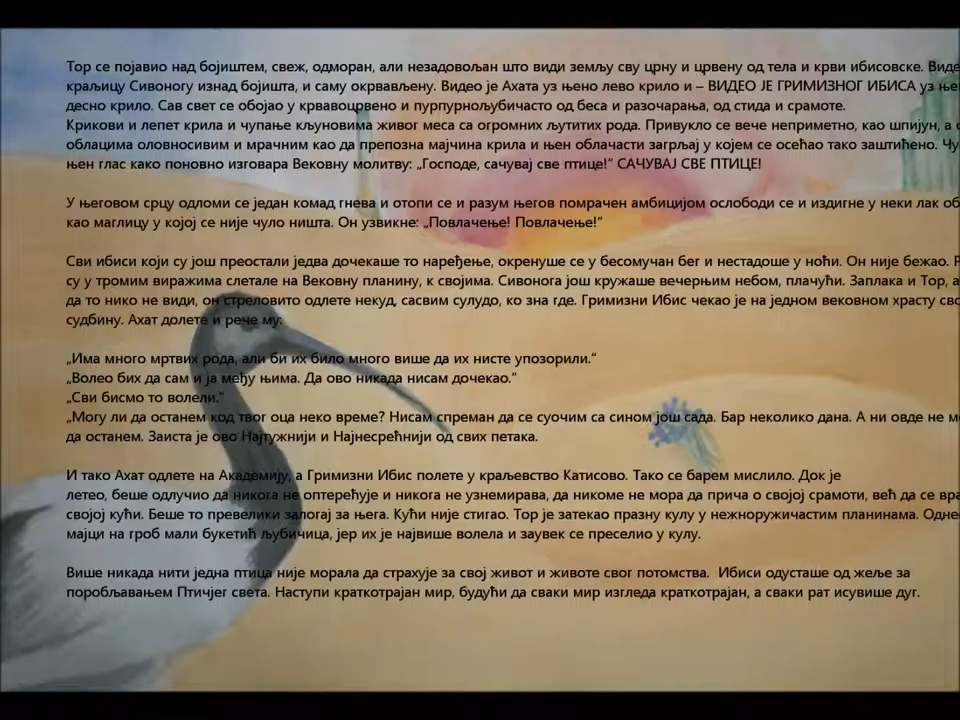 Тор се појавио над бојиштем, свеж, одморан, али незадовољан што види земљу сву црну и црвену од тела и крви ибисовске. Виде
краљицу Сивоногу изнад бојишта, и саму окрвављену. Видео је Ахата уз њено лево крило и – ВИДЕО ЈЕ ГРИМИЗНОГ ИБИСА уз
десно крило. Сав свет се обојао у крвавоцрвено и пурпурнољубичасто од беса и разочарања, од стида и срамоте.
Крикови и лепет крила и чупање кљуновима живог меса са огромних љутитих рода. Привукло се вече неприметно, као шпијун, а
облацима оловносивим и мрачним као да препозна мајчина крила и њен облачасти загрљај у којем се осећао тако заштићено.
њен глас како поновно изговара Вековну молитву: „Господе, сачувај све птице!“ САЧУВАЈ СВЕ ПТИЦЕ!
У његовом срцу одломи се један комад гнева и отопи се и разум његов помрачен амбицијом ослободи се и издигне у неки лак
као маглицу у којој се није чуло ништа. Он узвикне: „Повлачење! Повлачење!“
Сви ибиси који су још преостали једва дочекаше то наређење, окренуше се у бесомучан бег и нестадоше у ноћи. Он није бежао.
су у тромим виражима слетале на Вековну планину, к својима. Сивонога још кружаше вечерњим небом, плачући. Заплака и Тор, а
да то нико не види, он стреловито одлете некуд, сасвим сулудо, ко зна где. Гримизни Ибис чекао је на једном вековном храсту
судбину. Ахат долете и рече му:
„Има много мртвих рода, али би их било много више да их нисте упозорили.“
„Волео бих да сам и ја међу њима. Да ово никада нисам дочекао.“
„Сви бисмо то волели.“
„Могу ли да останем код твог оца неко време? Нисам спреман да се суочим са сином још сада. Бар неколико дана. А ни овде не
да останем. Заиста је ово Најтужнији и Најнесрећнији од свих петака.
И тако Ахат одлете на Академију, а Гримизни Ибис полете у краљевство Катисово. Тако се барем мислило. Док је
летео, беше одлучио да никога не оптерећује и никога не узнемирава, да никоме не мора да прича о својој срамоти, већ да се
својој кући. Беше то превелики залогај за њега. Кући није стигао. Тор је затекао празну кулу у нежноружичастим планинама.
мајци на гроб мали букетић љубичица, јер их је највише волела и заувек се преселио у кулу.
Више никада нити једна птица није морала да страхује за свој живот и животе свог потомства. Ибиси одусташе од жеље за
поробљавањем Птичјег света. Наступи краткотрајан мир, будући да сваки мир изгледа краткотрајан, а сваки рат исувише дуг.